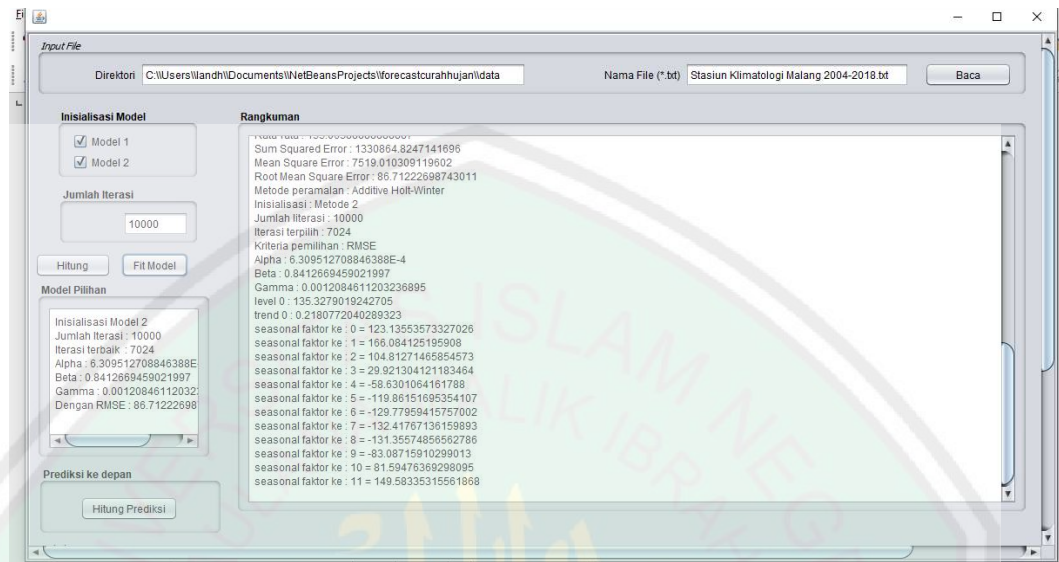 Input File
Direktori C:\\Users\\landh\\Documents\\NetBeansProjects\\forecastcurahhujan\\data Nama File (*.txt) Stasiun Klimatologi Malang 2004-2018.txt Baca
Inisialisasi Model
Model 1
Model 2
Jumlah Iterasi
10000
Hitung Fit Model
Model Pilihan
Inisialisasi Model 2
Jumlah Iterasi : 10000
Iterasi terbaik : 7024
Alpha : 6.309512708846388E
Beta : 0.8412669459021997
Gamma : 0.001208461120323
Dengan RMSE : 86.71222698
Prediksi ke depan
Hitung Prediksi
Rangkuman
Sum Squared Error : 1330864.8247141696
Mean Square Error : 7519.010309119602
Root Mean Square Error : 86.71222698743011
Metode peramalan : Additive Holt-Winter
Inisialisasi : Metode 2
Jumlah Iiterasi : 10000
Iterasi terpilih : 7024
Kriteria pemilihan : RMSE
Alpha : 6.309512708846388E-4
Beta : 0.8412669459021997
Gamma : 0.0012084611203236895
level 0 : 135.3279019242705
trend 0 : 0.2180772040289323
seasonal faktor ke : 0 = 123.13553573327026
seasonal faktor ke : 1 = 166.084125195908
seasonal faktor ke : 2 = 104.81271465854573
seasonal faktor ke : 3 = 29.921304121183464
seasonal faktor ke : 4 = -58.6301064161788
seasonal faktor ke : 5 = -119.86151695354107
seasonal faktor ke : 6 = -129.77959415757002
seasonal faktor ke : 7 = -132.41767136159893
seasonal faktor ke : 8 = -131.35574856562786
seasonal faktor ke : 9 = -83.08715910299013
seasonal faktor ke : 10 = 81.59476369298095
seasonal faktor ke : 11 = 149.58335315561868